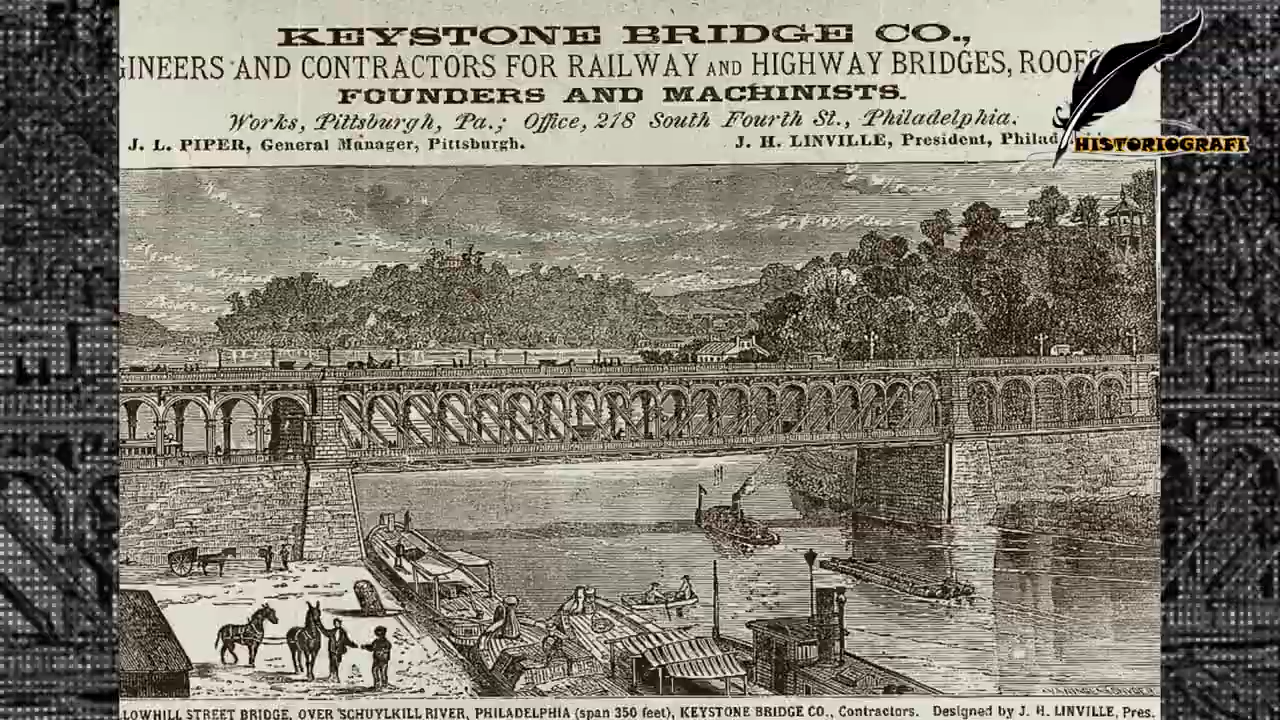 KEYSTONE BRIDGE CO.,
GINEERS AND CONTRACTORS FOR RAILWAY AND HIGHWAY BRIDGES, ROOFS
FOUNDERS AND MACHINISTS.
Works, Pittsburgh, Pa.; Office, 218 South Fourth St., Philadelphia.
J. L. PIPER, General Manager, Pittsburgh.
J. H. LINVILLE, President, Philad
HISTORIOGRAFI
LOWHILL STREET BRIDGE, OVER SCHUYLKILL RIVER, PHILADELPHIA (span 350 feet), KEYSTONE BRIDGE CO., Contractors. Designed by J. H. LINVILLE, Pres.